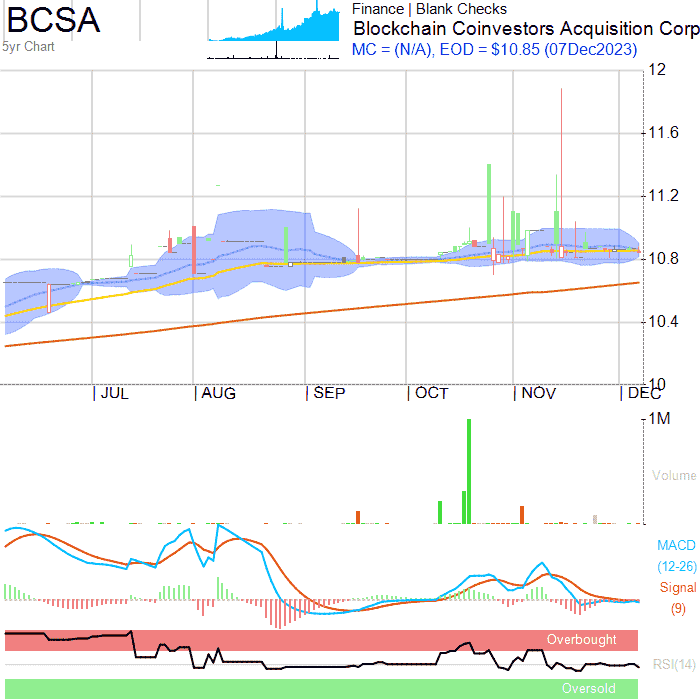 BCSA
5yr Chart
Finance | Blank Checks
Blockchain Coinvestors Acquisition Corp
MC = (N/A), EOD = $10.85 (07Dec2023)
12
11.6
11.2
10.8
10.4
10
JUL AUG SEP OCT NOV DEC
1M
Volume
MACD
(12-26)
Signal
(9)
Overbought
RSI(14)
Oversold